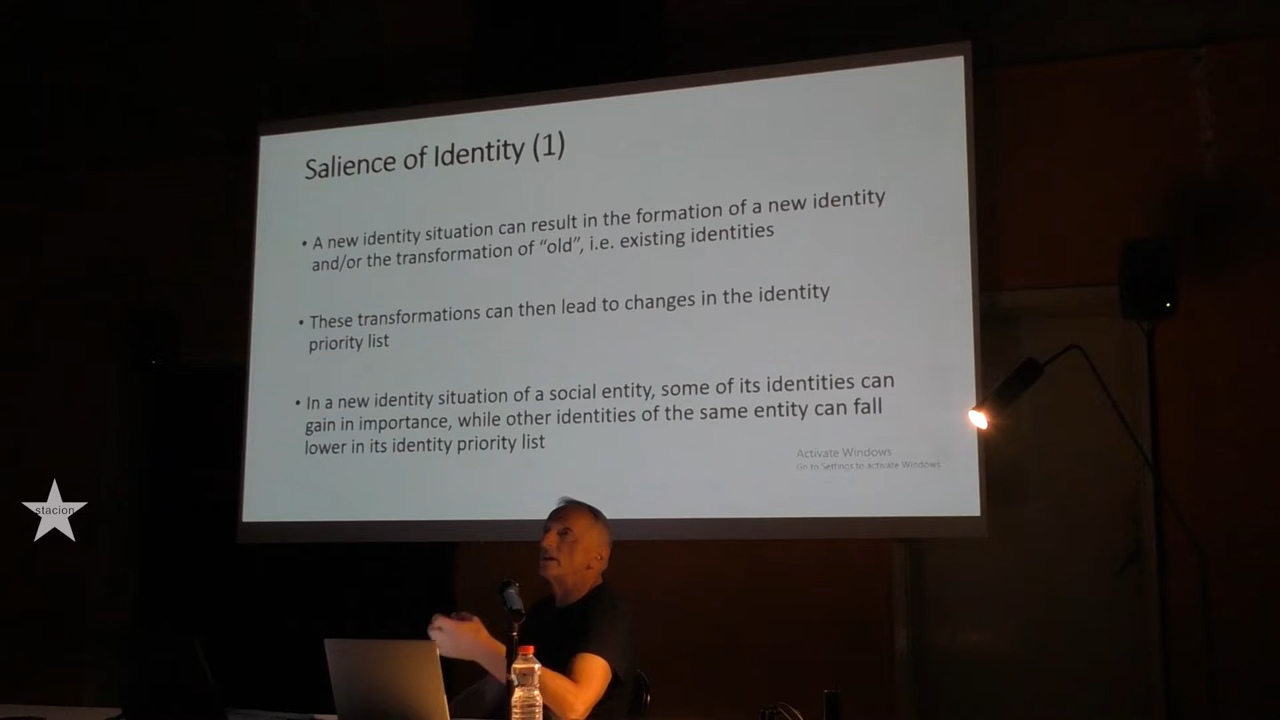 Salience of Identity (1)
• A new identity situation can result in the formation of a new identity
and/or the transformation of “old”, i.e. existing identities
• These transformations can then lead to changes in the identity
priority list
• In a new identity situation of a social entity, some of its identities can
gain in importance, while other identities of the same entity can fall
lower in its identity priority list
Activate Windows
Go to Settings to activate Windows.
stacion